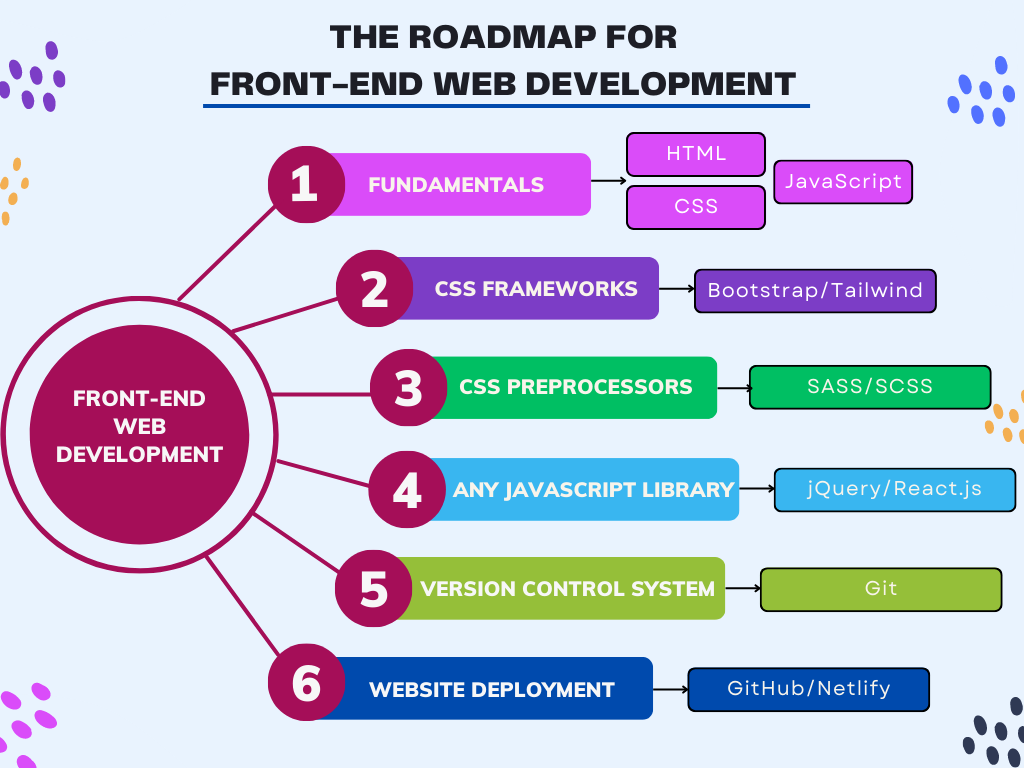 THE ROADMAP FOR
FRONT-END WEB DEVELOPMENT
FRONT-END
WEB
DEVELOPMENT
1
FUNDAMENTALS
HTML
CSS
JavaScript
2
CSS FRAMEWORKS
Bootstrap/Tailwind
3
CSS PREPROCESSORS
SASS/SCSS
4
ANY JAVASCRIPT LIBRARY
jQuery/React.js
5
VERSION CONTROL SYSTEM
Git
6
WEBSITE DEPLOYMENT
GitHub/Netlify